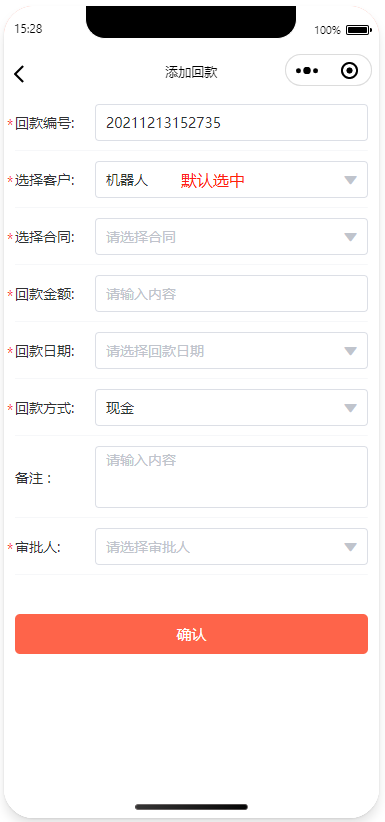 15:28 100%
添加回款
*回款编号: 20211213152735
*选择客户: 机器人 默认选中
*选择合同: 请选择合同
*回款金额: 请输入内容
*回款日期: 请选择回款日期
*回款方式: 现金
备注 : 请输入内容
*审批人: 请选择审批人
确认